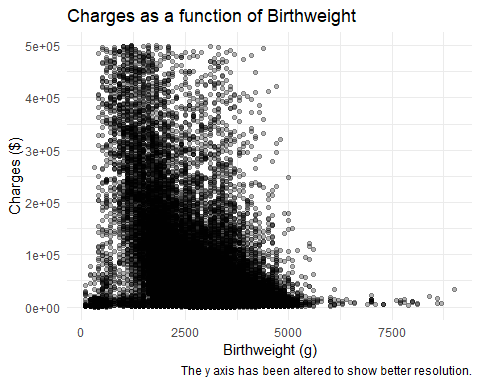 Charges as a function of Birthweight
5e+05
4e+05
3e+05
2e+05
1e+05
0e+00
Charges ($)
0 2500 5000 7500
Birthweight (g)
The y axis has been altered to show better resolution.